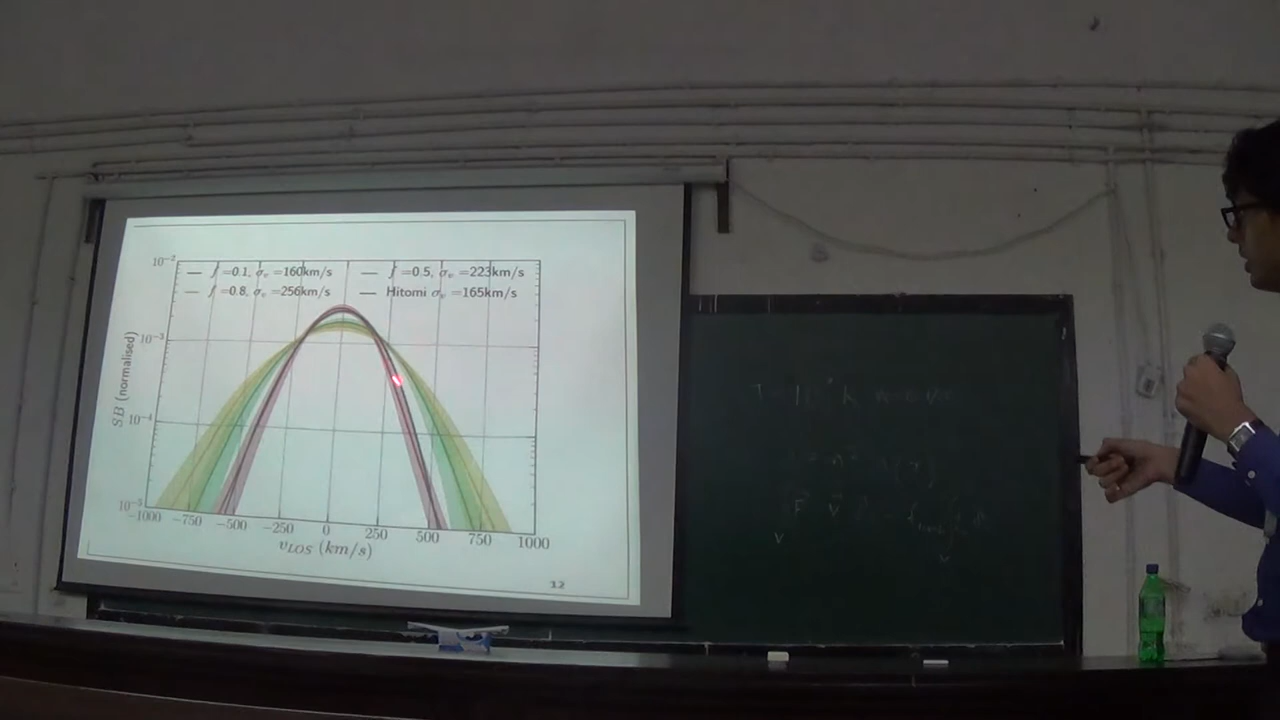 10⁻²
f =0.1, σᵥ =160km/s
f =0.5, σᵥ =223km/s
f =0.8, σᵥ =256km/s
Hitomi σᵥ =165km/s
10⁻³
SB (normalised)
10⁻⁴
10⁻⁵
-1000 -750 -500 -250 0 250 500 750 1000
v_LOS (km/s)
12